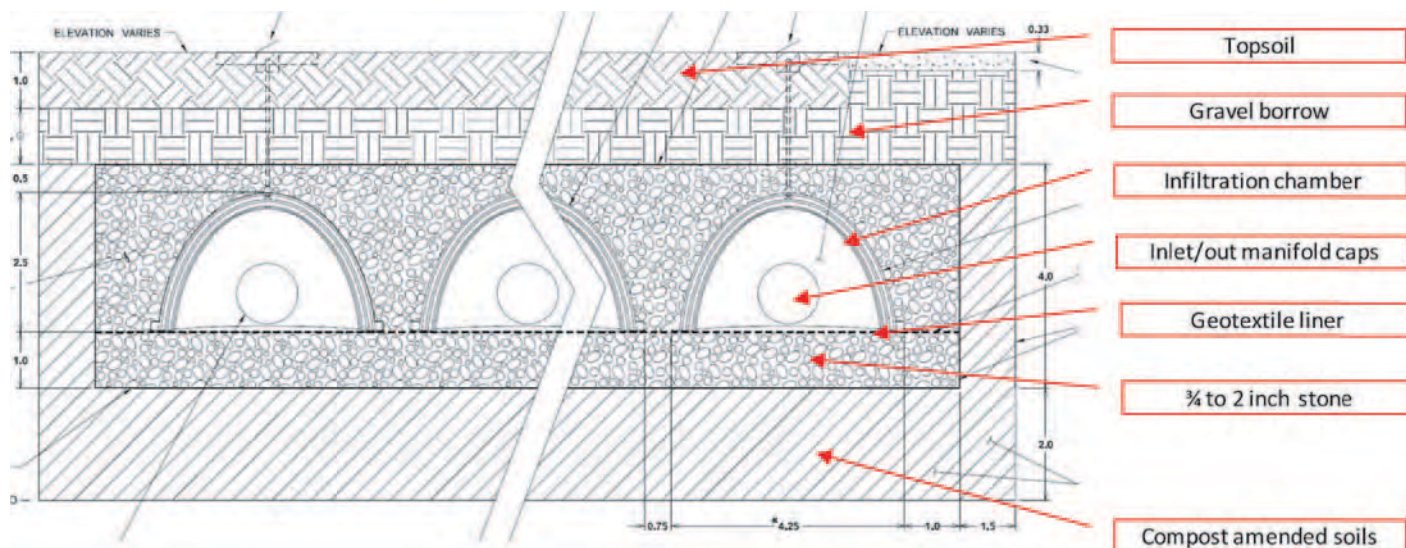 ELEVATION VARIES
ELEVATION VARIES
0.33
Topsoil
1.0
Gravel borrow
0.5
Infiltration chamber
2.5
Inlet/out manifold caps
4.0
Geotextile liner
1.0
¾ to 2 inch stone
2.0
0.75
4.25
1.0
1.5
Compost amended soils